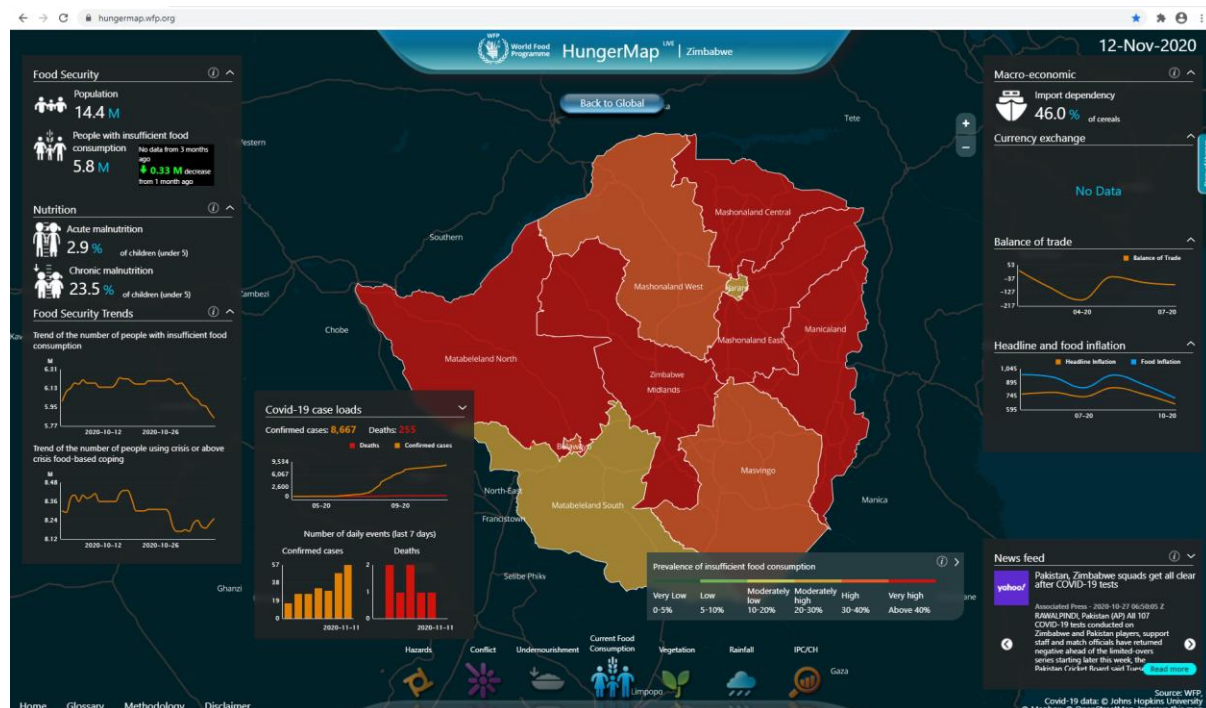 hungermap.wfp.org
WFP
World Food
Programme
HungerMap LIVE | Zimbabwe
12-Nov-2020
Back to Global
Food Security
Population
14.4 M
People with insufficient food
consumption
5.8 M
No data from 3 months
ago
0.33 M decrease
from 1 month ago
Nutrition
Acute malnutrition
2.9 % of children (under 5)
Chronic malnutrition
23.5 % of children (under 5)
Food Security Trends
Trend of the number of people with insufficient food
consumption
M
6.31
6.13
5.95
5.77
2020-10-12 2020-10-26
Trend of the number of people using crisis or above
crisis food-based coping
M
8.48
8.36
8.24
8.12
2020-10-12 2020-10-26
Covid-19 case loads
Confirmed cases: 8,667 Deaths: 255
Deaths Confirmed cases
9,534
6,067
2,600
0
05-20 09-20
Number of daily events (last 7 days)
Confirmed cases Deaths
57
38
19
0
2020-11-11
2
1
1
0
2020-11-11
Tete
Western
Southern
Zambezi
Chobe
North-East
Francistown
Selibe Phikw
Ghanzi
Manica
Gaza
Limpopo
Mashonaland Central
Mashonaland West
Harare
Manicaland
Mashonaland East
Matabeleland North
Zimbabwe
Midlands
Bulawayo
Masvingo
Matabeleland South
Prevalence of insufficient food consumption
Very Low Low Moderately low Moderately high High Very high
0-5% 5-10% 10-20% 20-30% 30-40% Above 40%
Hazards Conflict Undernourishment Current Food Consumption Vegetation Rainfall IPC/CH
Macro-economic
Import dependency
46.0 % of cereals
Currency exchange
No Data
Balance of trade
Balance of Trade
53
-37
-127
-217
04-20 07-20
Headline and food inflation
Headline Inflation Food Inflation
1,045
895
745
595
07-20 10-20
News feed
yahoo!
Pakistan, Zimbabwe squads get all clear
after COVID-19 tests
Associated Press - 2020-10-27 06:50:05 Z
RAWALPINDI, Pakistan (AP) All 107
COVID-19 tests conducted on
Zimbabwe and Pakistan players, support
staff and match officials have returned
negative ahead of the limited-overs
series starting later this week, the
Pakistan Cricket Board said Tuesd
Read more
Source: WFP,
Covid-19 data: © Johns Hopkins University
Home Glossary Methodology Disclaimer